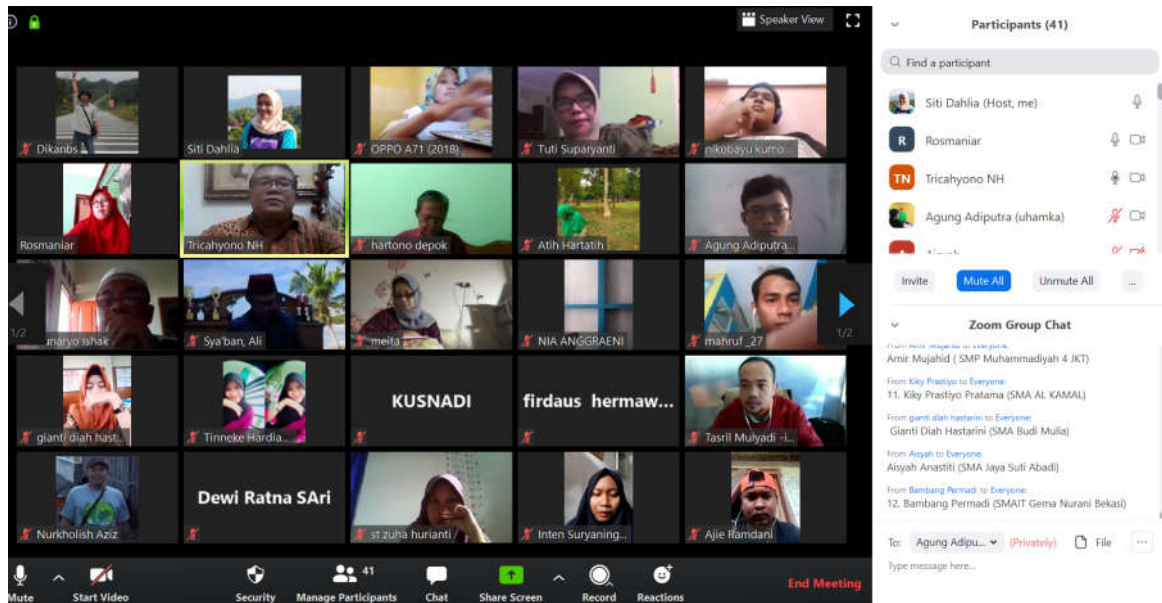 Speaker View
Dikanbs
Siti Dahlia
OPPO A71 (2018)
Tuti Suparyanti
nikobayu kumo...
Rosmaniar
Tricahyono NH
hartono depok
Atih Hartatih
Agung Adiputra...
unaryo ishak
Sya'ban, Ali
meita
NIA ANGGRAENI
mahruf _27
1/2
1/2
gianti diah hast...
Tinneke Hardia...
KUSNADI
firdaus hermaw...
Tasril Mulyadi -i...
Nurkholish Aziz
Dewi Ratna SAri
st zuha hurianti
Inten Suryaning...
Ajie Ramdani
Mute
Start Video
Security
Manage Participants
41
Chat
Share Screen
Record
Reactions
End Meeting
Participants (41)
Find a participant
Siti Dahlia (Host, me)
R Rosmaniar
TN Tricahyono NH
Agung Adiputra (uhamka)
Invite
Mute All
Unmute All
...
Zoom Group Chat
Amir Mujahid ( SMP Muhammadiyah 4 JKT)
From Kiky Prastiyo to Everyone:
11. Kiky Prastiyo Pratama (SMA AL KAMAL)
From gianti diah hastarini to Everyone:
Gianti Diah Hastarini (SMA Budi Mulia)
From Aisyah to Everyone:
Aisyah Anastiti (SMA Jaya Suti Abadi)
From Bambang Permadi to Everyone:
12. Bambang Permadi (SMAIT Gema Nurani Bekasi)
To: Agung Adipu... (Privately) File ...
Type message here...